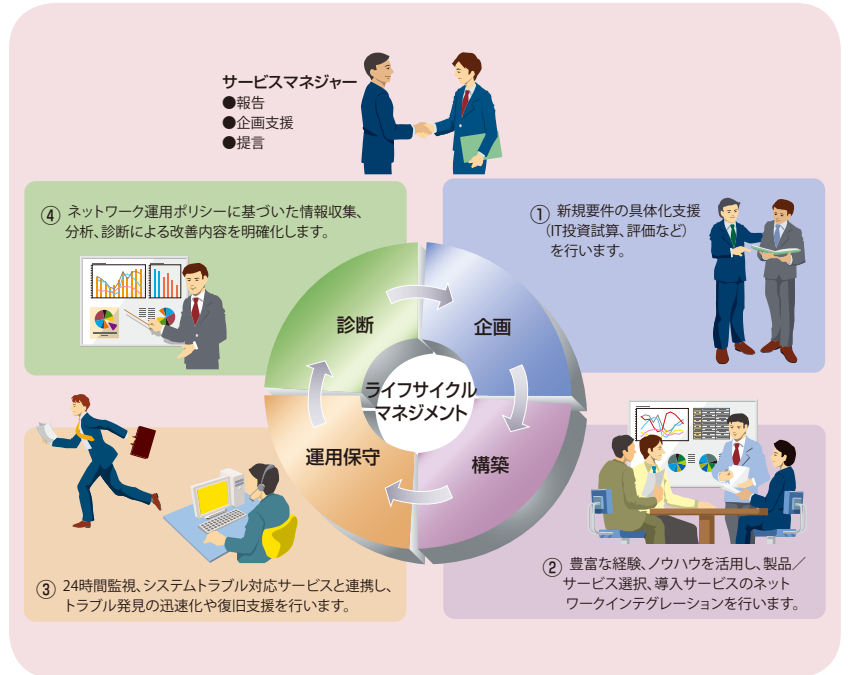 サービスマネジャー
●報告
●企画支援
●提言
① 新規要件の具体化支援
(IT投資試算、評価など)
を行います。
② 豊富な経験、ノウハウを活用し、製品／
サービス選択、導入サービスのネット
ワークインテグレーションを行います。
③ 24時間監視、システムトラブル対応サービスと連携し、
トラブル発見の迅速化や復旧支援を行います。
④ ネットワーク運用ポリシーに基づいた情報収集、
分析、診断による改善内容を明確化します。
診断
企画
ライフサイクル
マネジメント
運用保守
構築